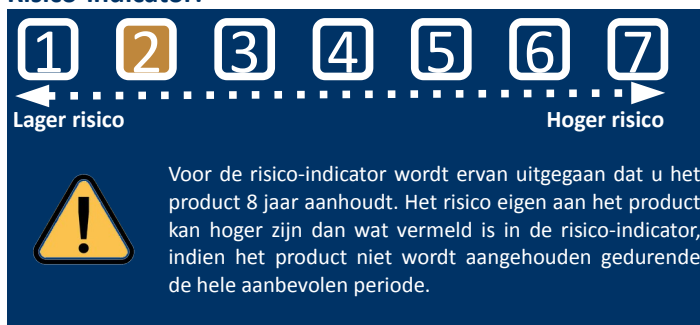 1 2 3 4 5 6 7
Lager risico Hoger risico
Voor de risico-indicator wordt ervan uitgegaan dat u het
product 8 jaar aanhoudt. Het risico eigen aan het product
kan hoger zijn dan wat vermeld is in de risico-indicator,
indien het product niet wordt aangehouden gedurende
de hele aanbevolen periode.